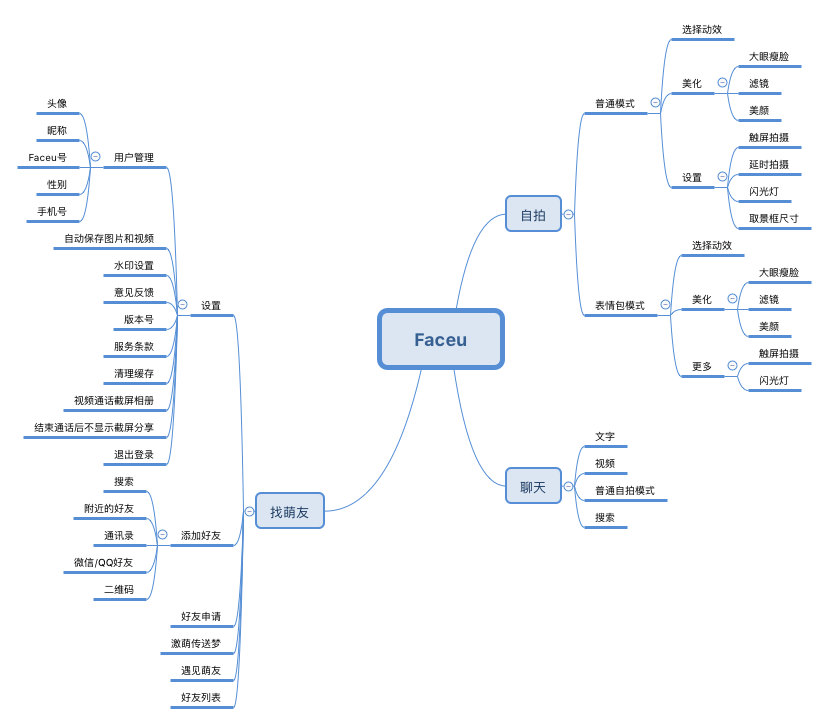 Faceu
自拍
普通模式
选择动效
美化
大眼瘦脸
滤镜
美颜
设置
触屏拍摄
延时拍摄
闪光灯
取景框尺寸
表情包模式
选择动效
美化
大眼瘦脸
滤镜
美颜
更多
触屏拍摄
闪光灯
聊天
文字
视频
普通自拍模式
搜索
找萌友
设置
用户管理
头像
昵称
Faceu号
性别
手机号
自动保存图片和视频
水印设置
意见反馈
版本号
服务条款
清理缓存
视频通话截屏相册
结束通话后不显示截屏分享
退出登录
添加好友
搜索
附近的好友
通讯录
微信/QQ好友
二维码
好友申请
激萌传送梦
遇见萌友
好友列表